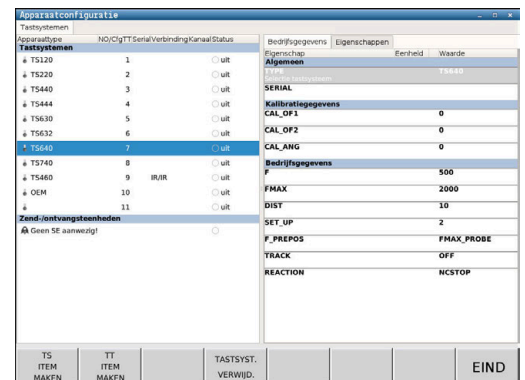 Apparaatconfiguratie
Tastsystemen
Apparaattype NO/CfgTT Serial Verbinding Kanaal Status
Tastsystemen
TS120 1 uit
TS220 2 uit
TS440 3 uit
TS444 4 uit
TS630 5 uit
TS632 6 uit
TS640 7 uit
TS740 8 uit
TS460 9 IR/IR uit
OEM 10 uit
11 uit
Zend-/ontvangsteenheden
Geen SE aanwezig!
Bedrijfsgegevens Eigenschappen
Eigenschap Eenheid Waarde
Algemeen
TYPE TS640
Selectie tastsysteem
SERIAL
Kalibratiegegevens
CAL_OF1 0
CAL_OF2 0
CAL_ANG 0
Bedrijfsgegevens
F 500
FMAX 2000
DIST 10
SET_UP 2
F_PREPOS FMAX_PROBE
TRACK OFF
REACTION NCSTOP
TS
ITEM
MAKEN
TT
ITEM
MAKEN
TASTSYST.
VERWIJD.
EIND